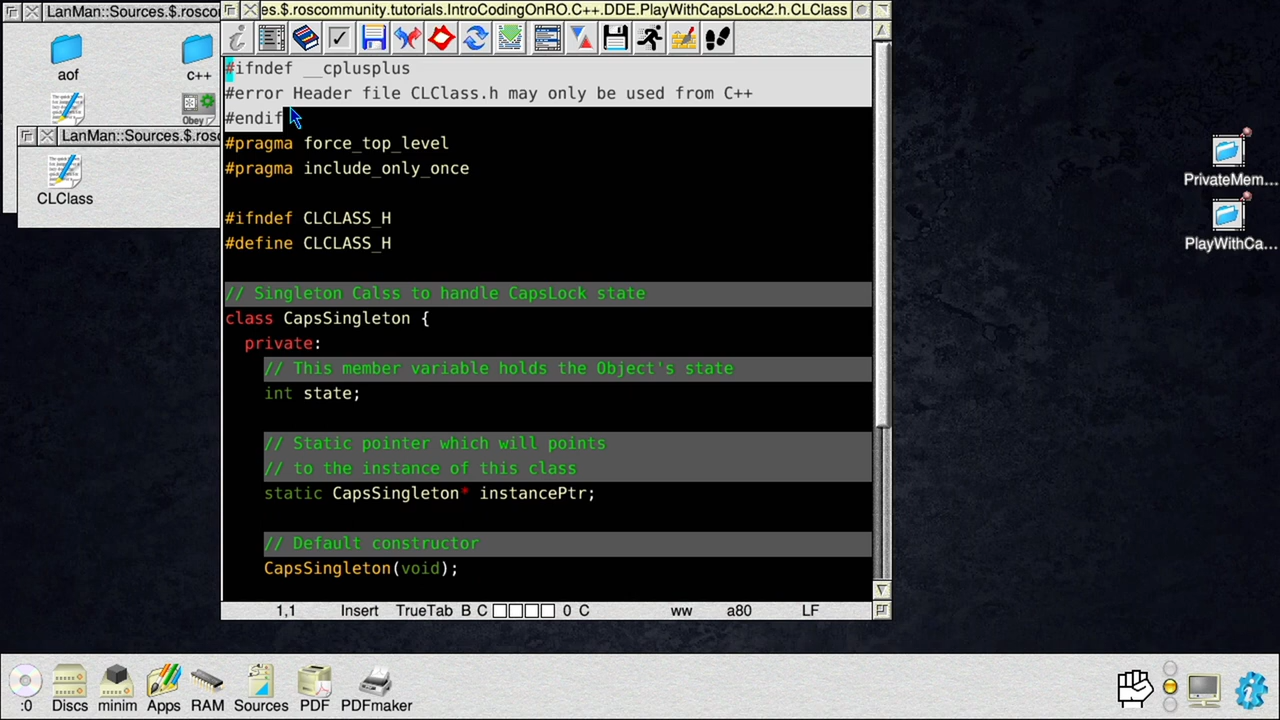 LanMan::Sources.$.rosco
es.$.roscommunity.tutorials.IntroCodingOnRO.C++.DDE.PlayWithCapsLock2.h.CLClass
aof
c++
Obey
LanMan::Sources.$.rosco
CLClass
#ifndef __cplusplus
#error Header file CLClass.h may only be used from C++
#endif
#pragma force_top_level
#pragma include_only_once
#ifndef CLCLASS_H
#define CLCLASS_H
// Singleton Calss to handle CapsLock state
class CapsSingleton {
private:
// This member variable holds the Object's state
int state;
// Static pointer which will points
// to the instance of this class
static CapsSingleton* instancePtr;
// Default constructor
CapsSingleton(void);
1,1 Insert TrueTab B C 0 C ww a80 LF
PrivateMem...
PlayWithCa...
:0 Discs minim Apps RAM Sources PDF PDFmaker